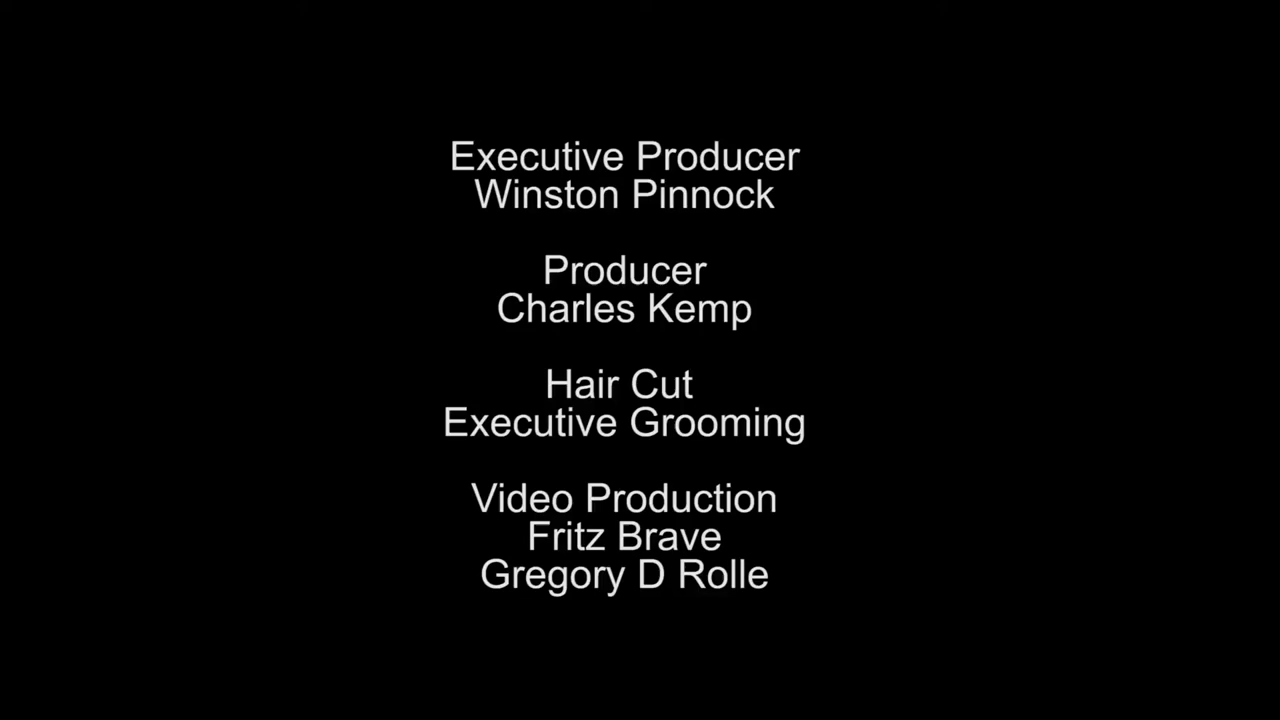 Executive Producer
Winston Pinnock
Producer
Charles Kemp
Hair Cut
Executive Grooming
Video Production
Fritz Brave
Gregory D Rolle